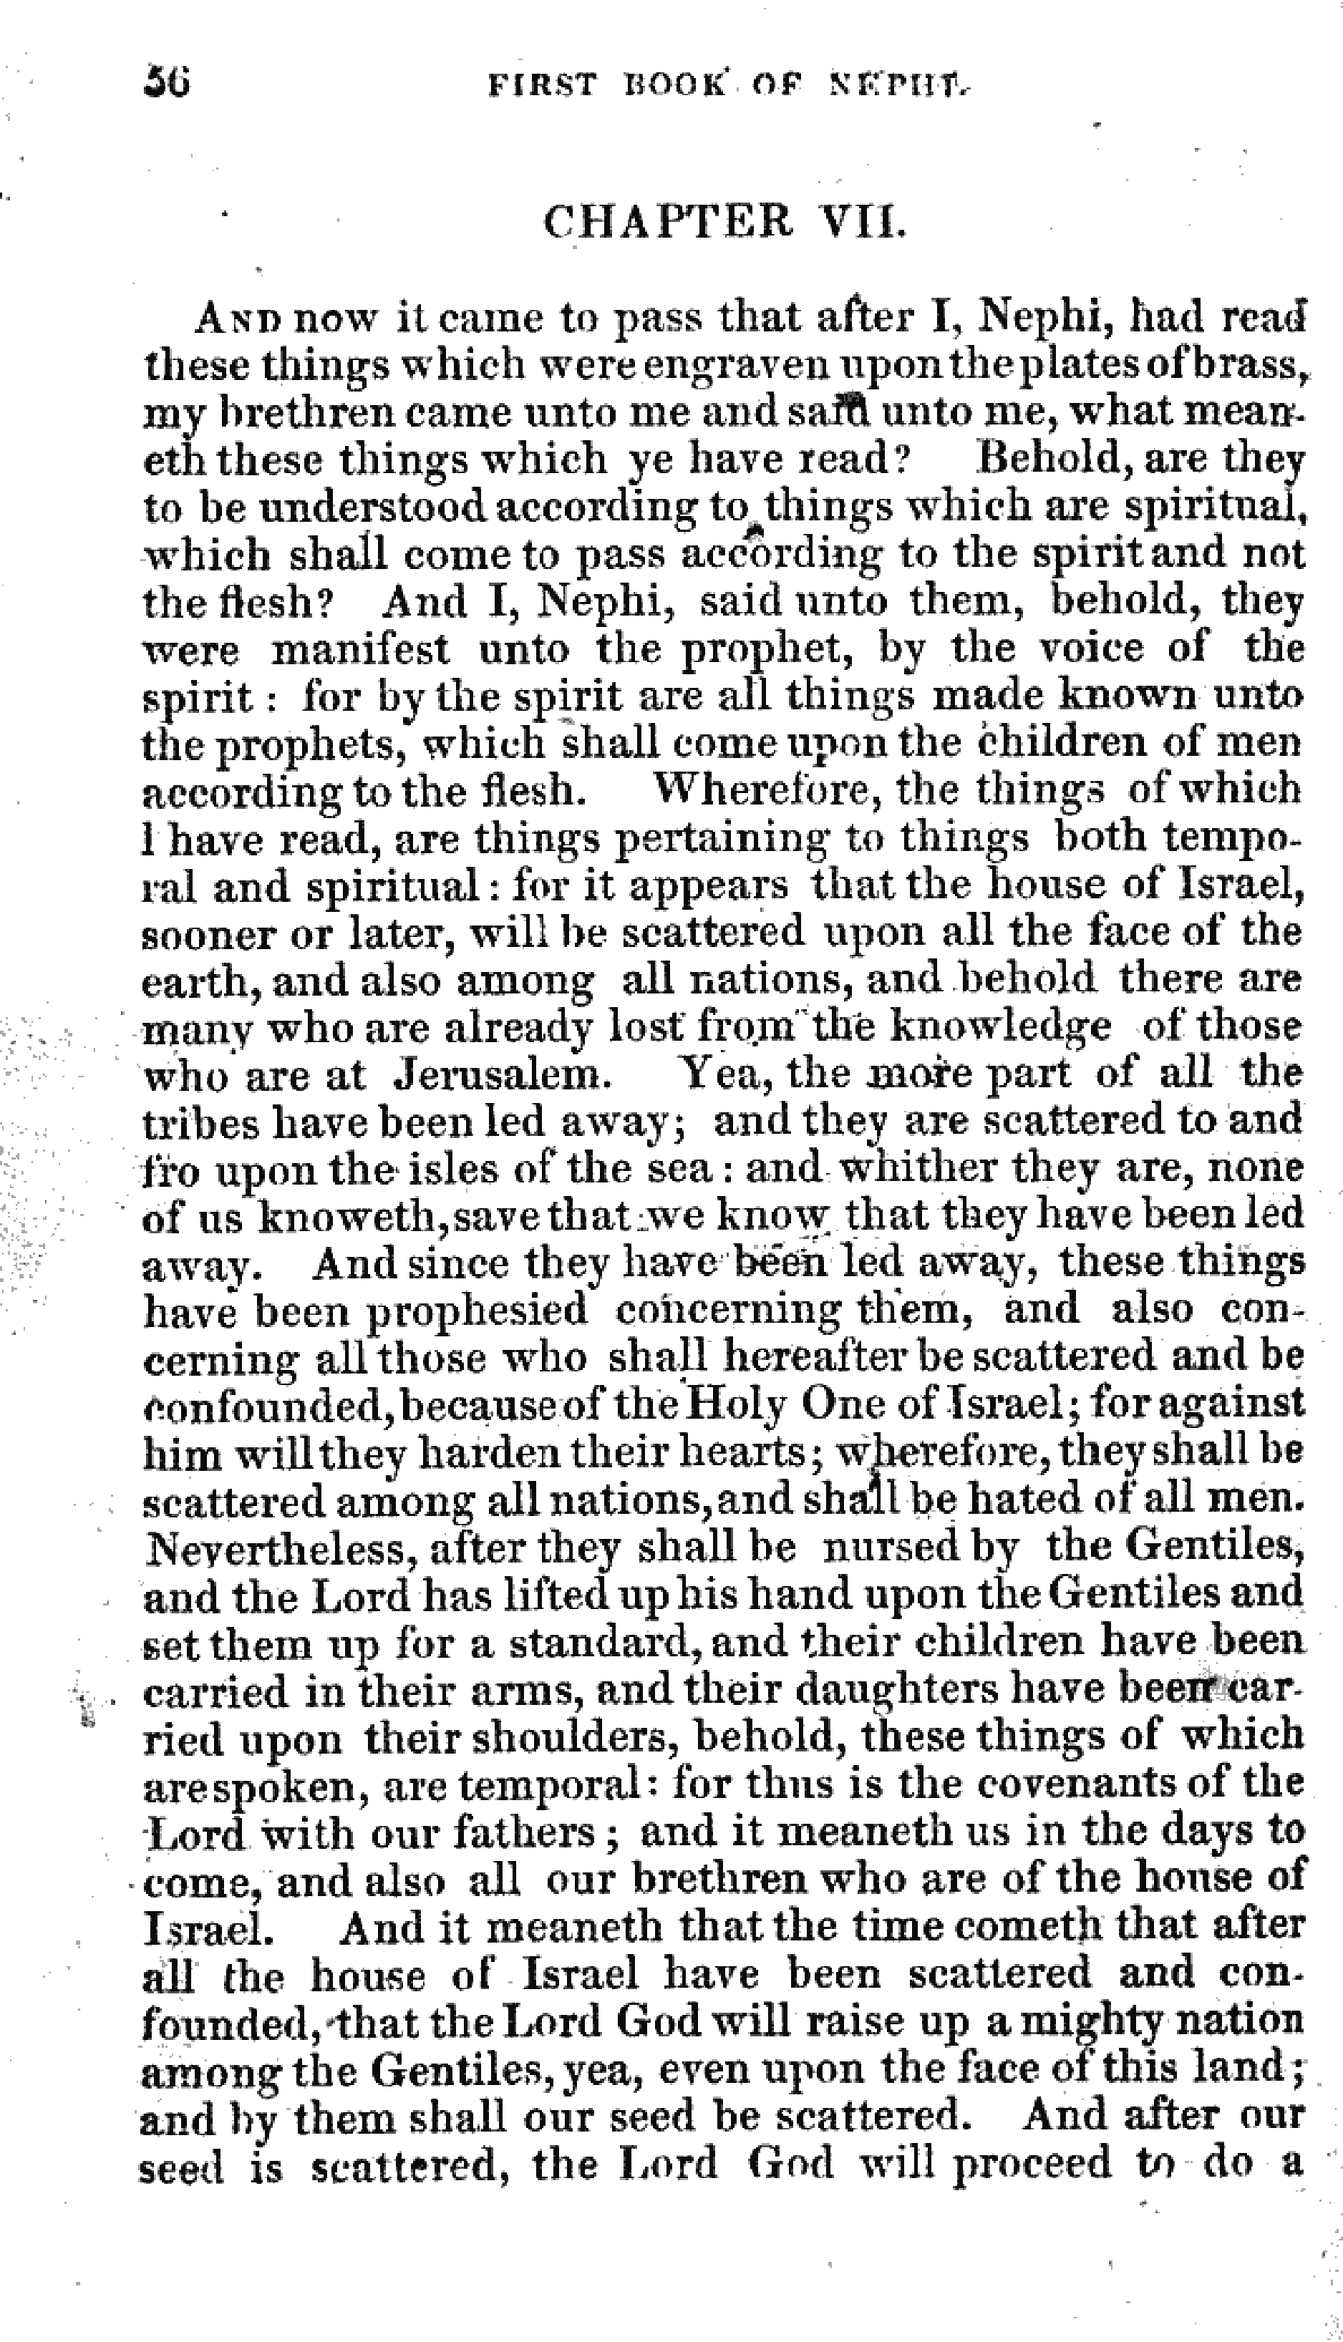 56 FIRST BOOK OF NEPHI.
CHAPTER VII.
AND now it came to pass that after I, Nephi, had read
these things which were engraven upon the plates of brass,
my brethren came unto me and said unto me, what mean-
eth these things which ye have read? Behold, are they
to be understood according to things which are spiritual,
which shall come to pass according to the spirit and not
the flesh? And I, Nephi, said unto them, behold, they
were manifest unto the prophet, by the voice of the
spirit : for by the spirit are all things made known unto
the prophets, which shall come upon the children of men
according to the flesh. Wherefore, the things of which
I have read, are things pertaining to things both tempo-
ral and spiritual : for it appears that the house of Israel,
sooner or later, will be scattered upon all the face of the
earth, and also among all nations, and behold there are
many who are already lost from the knowledge of those
who are at Jerusalem. Yea, the more part of all the
tribes have been led away; and they are scattered to and
fro upon the isles of the sea : and whither they are, none
of us knoweth, save that we know that they have been led
away. And since they have been led away, these things
have been prophesied concerning them, and also con-
cerning all those who shall hereafter be scattered and be
confounded, because of the Holy One of Israel; for against
him will they harden their hearts; wherefore, they shall be
scattered among all nations, and shall be hated of all men.
Nevertheless, after they shall be nursed by the Gentiles,
and the Lord has lifted up his hand upon the Gentiles and
set them up for a standard, and their children have been
carried in their arms, and their daughters have been car-
ried upon their shoulders, behold, these things of which
are spoken, are temporal: for thus is the covenants of the
Lord with our fathers ; and it meaneth us in the days to
come, and also all our brethren who are of the house of
Israel. And it meaneth that the time cometh that after
all the house of Israel have been scattered and con-
founded, that the Lord God will raise up a mighty nation
among the Gentiles, yea, even upon the face of this land;
and by them shall our seed be scattered. And after our
seed is scattered, the Lord God will proceed to do a